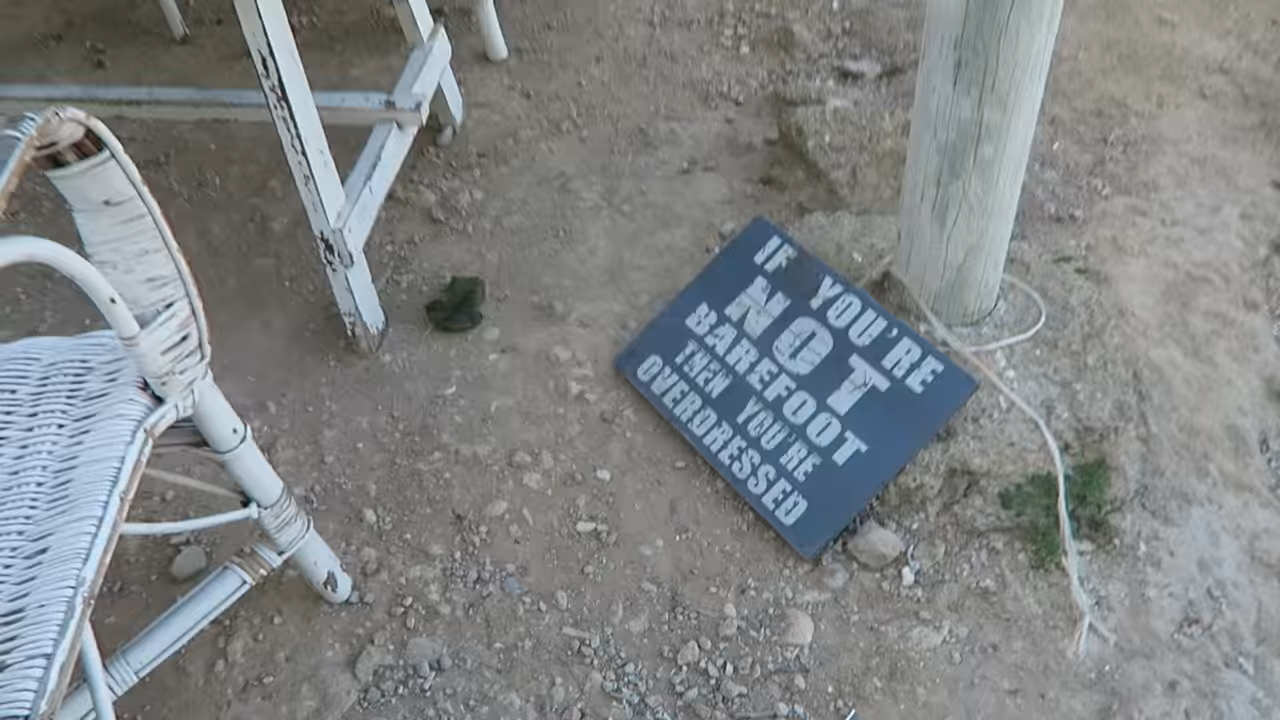 IF YOU'RE
NOT
BAREFOOT
THEN YOU'RE
OVERDRESSED